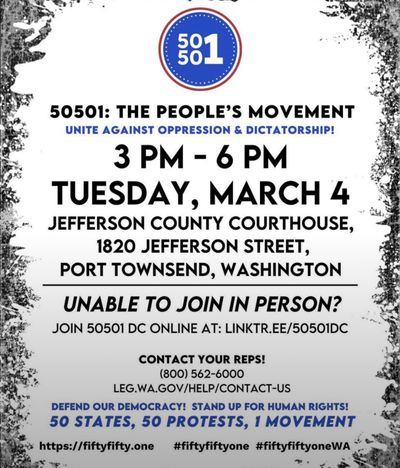 50
50
1
50501: THE PEOPLE'S MOVEMENT
UNITE AGAINST OPPRESSION & DICTATORSHIP!
3 PM - 6 PM
TUESDAY, MARCH 4
JEFFERSON COUNTY COURTHOUSE,
1820 JEFFERSON STREET,
PORT TOWNSEND, WASHINGTON
UNABLE TO JOIN IN PERSON?
JOIN 50501 DC ONLINE AT: LINKTR.EE/50501DC
CONTACT YOUR REPS!
(800) 562-6000
LEG.WA.GOV/HELP/CONTACT-US
DEFEND OUR DEMOCRACY! STAND UP FOR HUMAN RIGHTS!
50 STATES, 50 PROTESTS, 1 MOVEMENT
https://fiftyfifty.one #fiftyfiftyone #fiftyfiftyoneWA